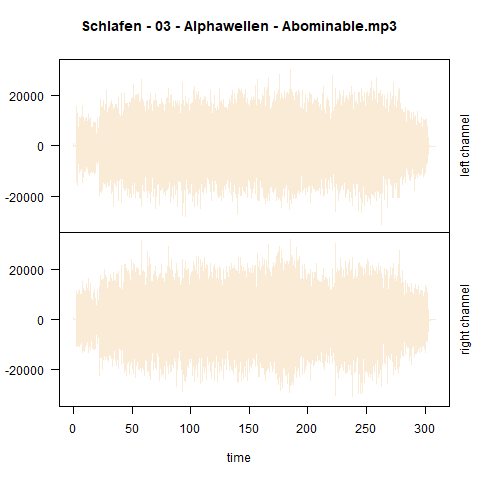 Schlafen - 03 - Alphawellen - Abominable.mp3
20000
0
-20000
left channel
20000
0
-20000
right channel
0 50 100 150 200 250 300
time